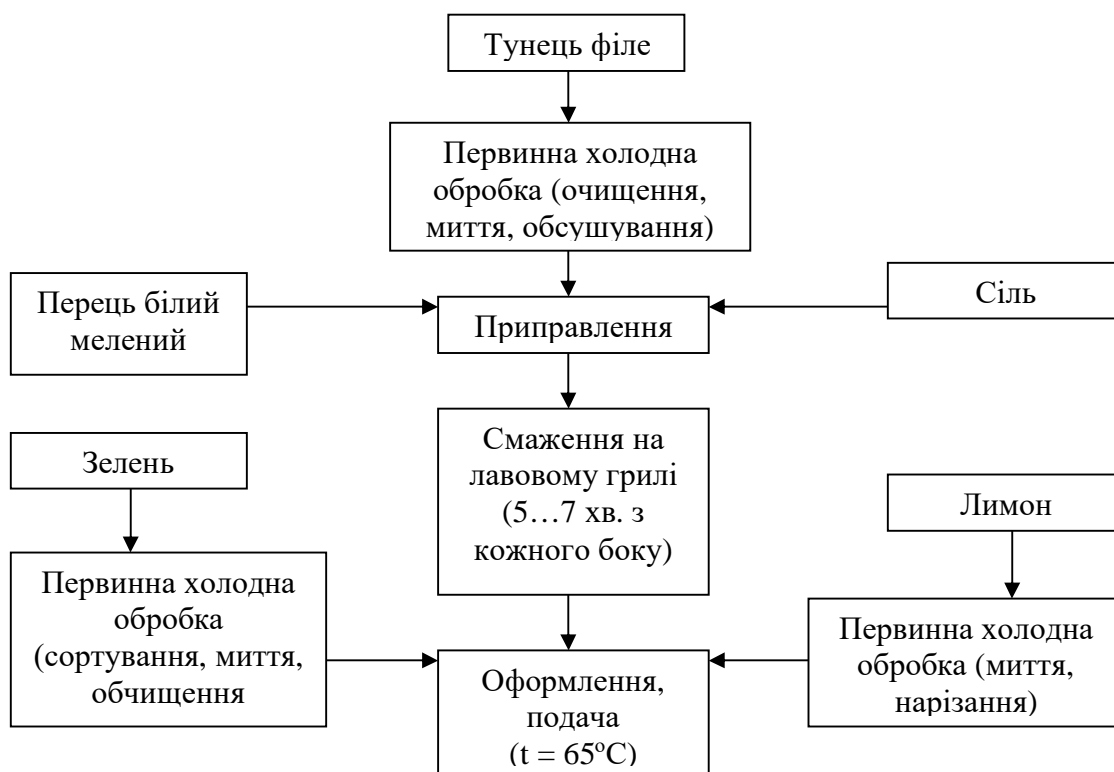 Тунець філе
Первинна холодна
обробка (очищення,
миття, обсушування)
Перець білий
мелений
Приправлення
Сіль
Зелень
Смаження на
лавовому грилі
(5…7 хв. з
кожного боку)
Лимон
Первинна холодна
обробка
(сортування, миття,
обчищення
Оформлення,
подача
(t = 65ºС)
Первинна холодна
обробка (миття,
нарізання)